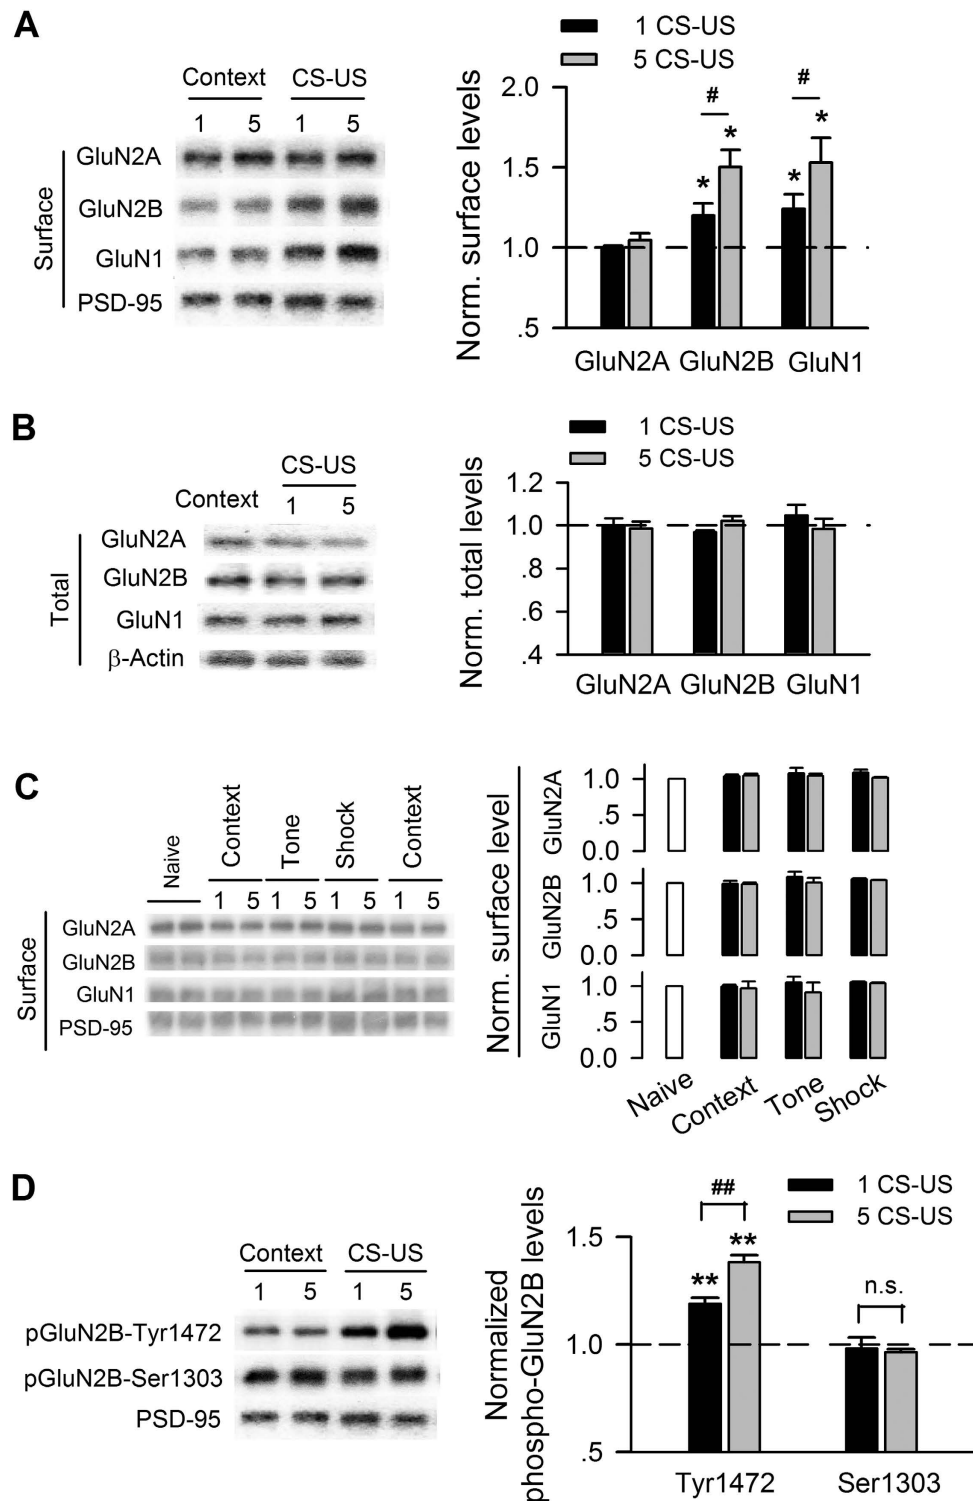 A
1 CS-US
5 CS-US
Context CS-US
1 5 1 5
Surface
GluN2A
GluN2B
GluN1
PSD-95
Norm. surface levels
2.0
1.5
1.0
.5
# #
* * * *
GluN2A GluN2B GluN1
B
1 CS-US
5 CS-US
Context CS-US
1 5
Total
GluN2A
GluN2B
GluN1
β-Actin
Norm. total levels
1.2
1.0
.8
.6
.4
GluN2A GluN2B GluN1
C
Naive Context Tone Shock Context
1 5 1 5 1 5 1 5
Surface
GluN2A
GluN2B
GluN1
PSD-95
Norm. surface level
GluN2A
1.0
.5
0.0
GluN2B
1.0
.5
0.0
GluN1
1.0
.5
0.0
Naive Context Tone Shock
D
1 CS-US
5 CS-US
Context CS-US
1 5 1 5
pGluN2B-Tyr1472
pGluN2B-Ser1303
PSD-95
Normalized
phospho-GluN2B levels
1.5
1.0
.5
##
** **
n.s.
Tyr1472 Ser1303